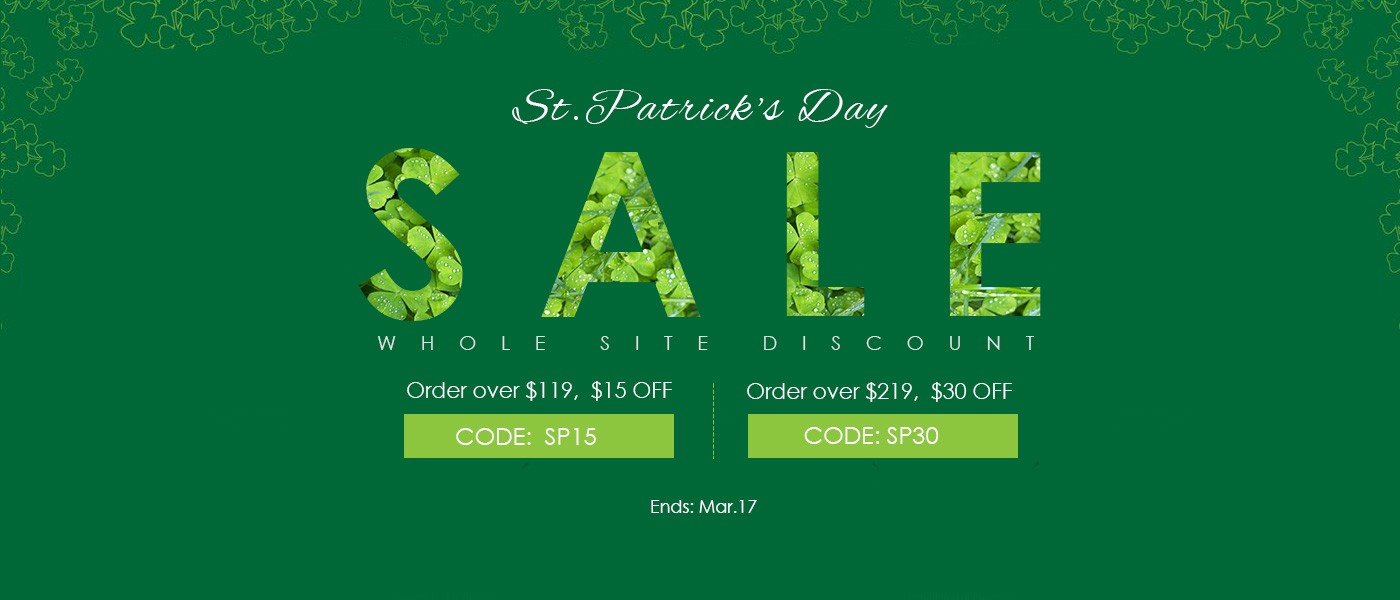 St.Patrick's Day
SALE
WHOLE SITE DISCOUNT
Order over $119, $15 OFF
CODE: SP15
Order over $219, $30 OFF
CODE: SP30
Ends: Mar.17